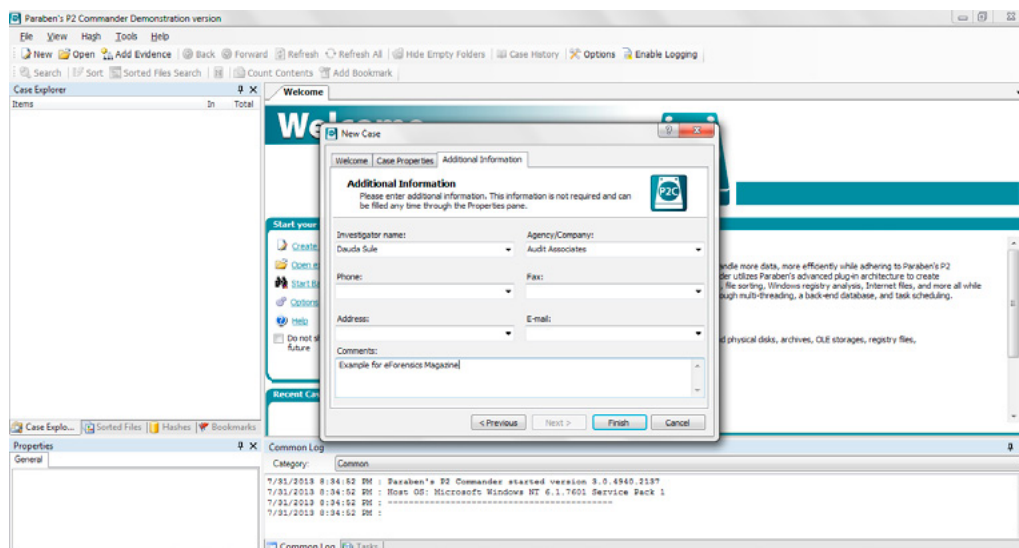 Paraben's P2 Commander Demonstration version
File View Hash Tools Help
New Open Add Evidence Back Forward Refresh Refresh All Hide Empty Folders Case History Options Enable Logging
Search Sort Sorted Files Search Count Contents Add Bookmark
Case Explorer
Items In Total
Welcome
New Case
Welcome Case Properties Additional Information
Additional Information
Please enter additional information. This information is not required and can
be filled any time through the Properties pane.
P2C
Investigator name: Agency/Company:
Dauda Sule Audit Associates
Phone: Fax:
Address: E-mail:
Comments:
Example for eForensics Magazine
< Previous Next > Finish Cancel
Start your
Create
Open e
Start Ba
Options
Help
Do not s
future
Recent Cas
andle more data, more efficiently while adhering to Paraben's P2
der utilizes Paraben's advanced plug-in architecture to create
, file sorting, Windows registry analysis, Internet files, and more all while
ough multi-threading, a back-end database, and task scheduling.
d physical disks, archives, OLE storages, registry files,
Case Explo... Sorted Files Hashes Bookmarks
Properties
General
Common Log
Category: Common
7/31/2013 8:34:52 PM : Paraben's P2 Commander started version 3.0.4940.2137
7/31/2013 8:34:52 PM : Host OS: Microsoft Windows NT 6.1.7601 Service Pack 1
7/31/2013 8:34:52 PM : -----------------------------------------------
7/31/2013 8:34:52 PM :
Common Log Tasks